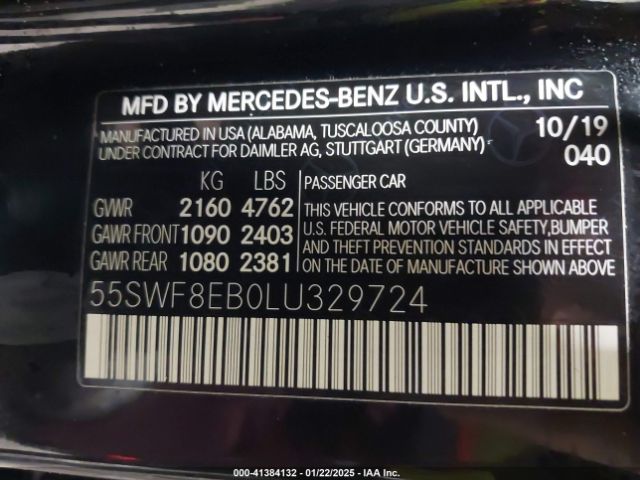 MFD BY MERCEDES-BENZ U.S. INTL., INC
MANUFACTURED IN USA (ALABAMA, TUSCALOOSA COUNTY) 10/19
UNDER CONTRACT FOR DAIMLER AG, STUTTGART (GERMANY) 040
KG LBS PASSENGER CAR
GVWR 2160 4762 THIS VEHICLE CONFORMS TO ALL APPLICABLE
U.S. FEDERAL MOTOR VEHICLE SAFETY,BUMPER
GAWR FRONT 1090 2403 AND THEFT PREVENTION STANDARDS IN EFFECT
GAWR REAR 1080 2381 ON THE DATE OF MANUFACTURE SHOWN ABOVE
55SWF8EB0LU329724
000-41384132 - 01/22/2025 - IAA Inc.